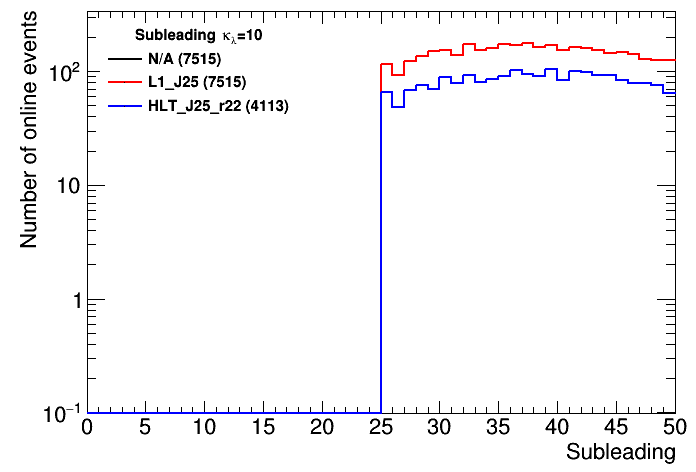 Subleading κλ=10
N/A (7515)
L1_J25 (7515)
HLT_J25_r22 (4113)
Number of online events
10²
10
1
10⁻¹
0 5 10 15 20 25 30 35 40 45 50
Subleading